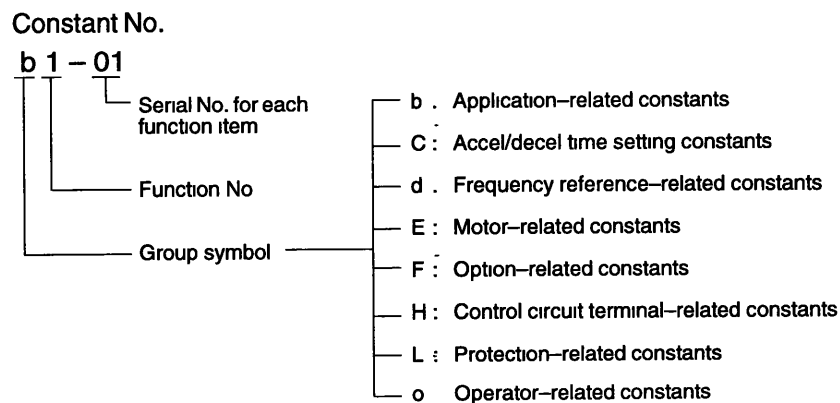 Constant No.
b 1 – 01
Serial No. for each
function item
Function No
Group symbol
b . Application–related constants
C : Accel/decel time setting constants
d . Frequency reference–related constants
E : Motor–related constants
F : Option–related constants
H : Control circuit terminal–related constants
L : Protection–related constants
o Operator–related constants